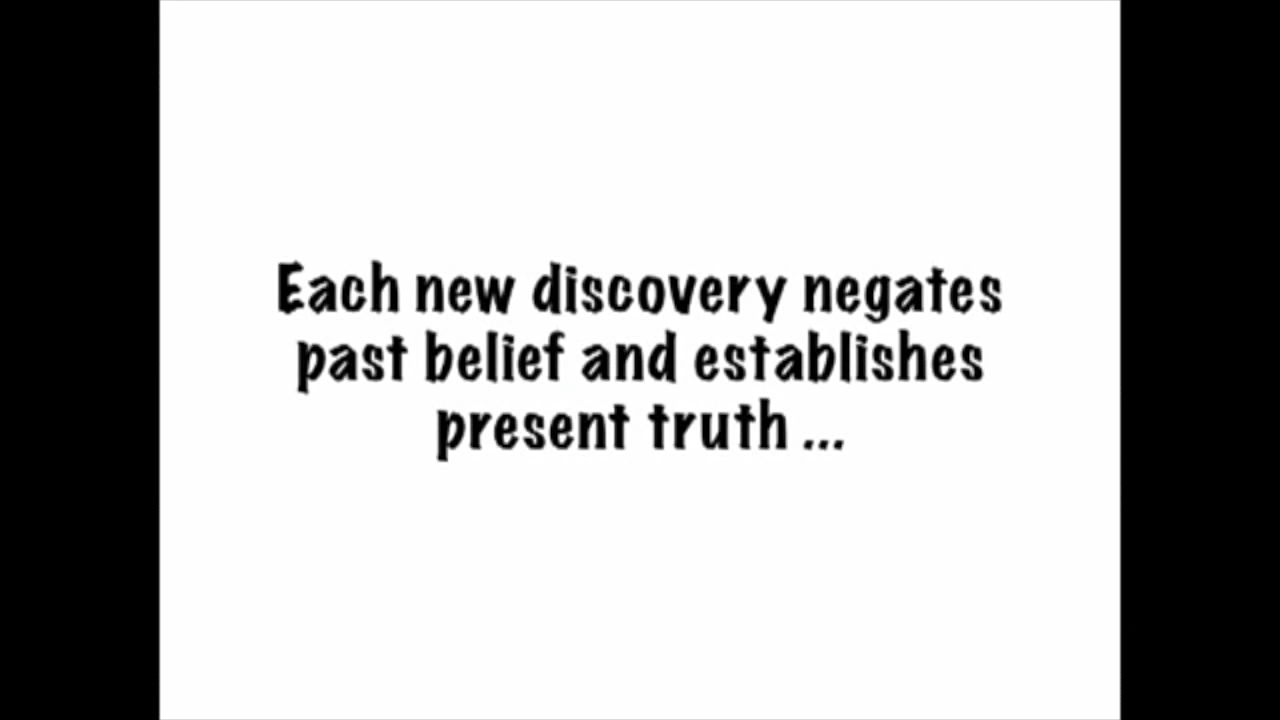 Each new discovery negates
past belief and establishes
present truth ...